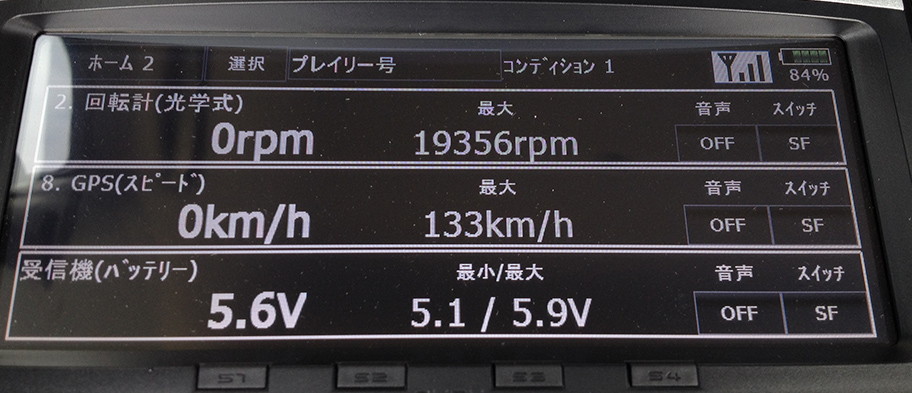 ホーム 2 選択 プレイリー号 コンディション 1 84%
2. 回転計(光学式) 最大 音声 スイッチ
0rpm 19356rpm OFF SF
8. GPS(スピード) 最大 音声 スイッチ
0km/h 133km/h OFF SF
受信機(バッテリー) 最小/最大 音声 スイッチ
5.6V 5.1 / 5.9V OFF SF
S1 S2 S3 S4